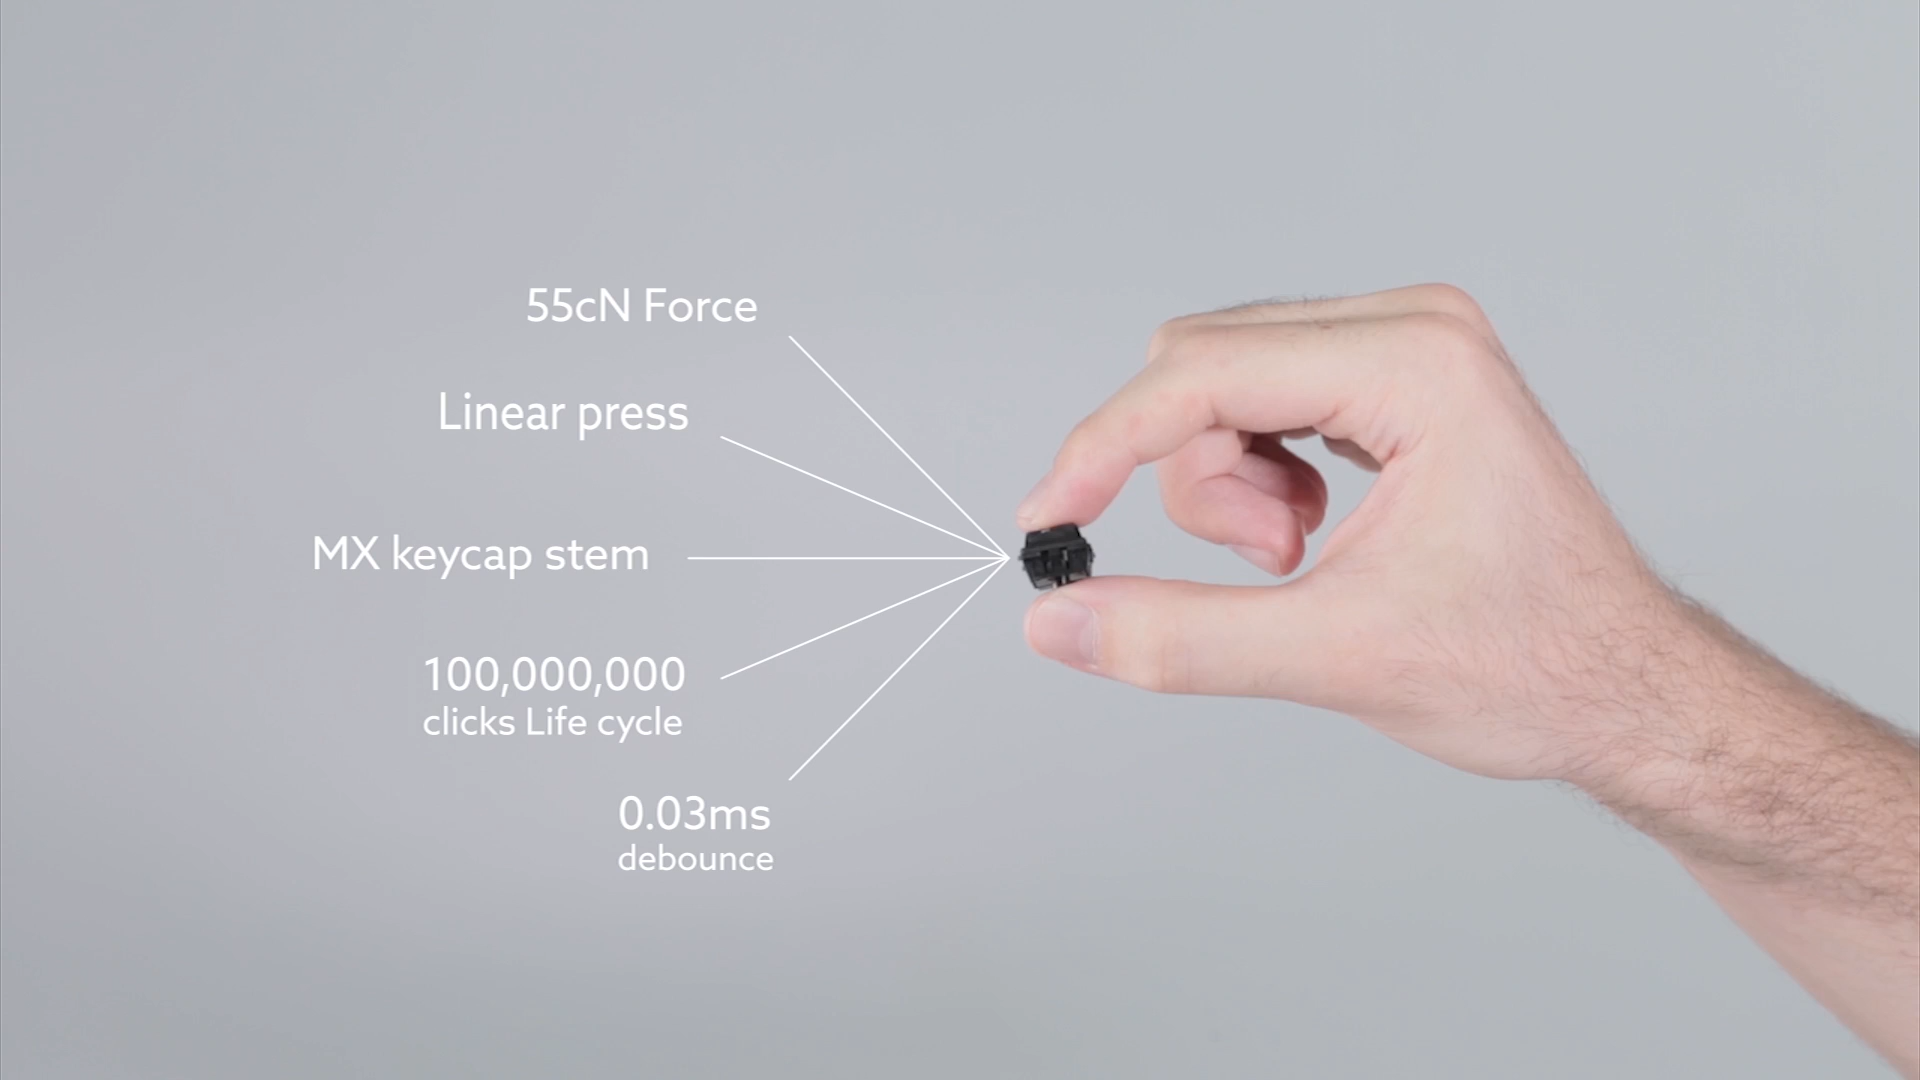 55cN Force
Linear press
MX keycap stem
100,000,000
clicks Life cycle
0.03ms
debounce